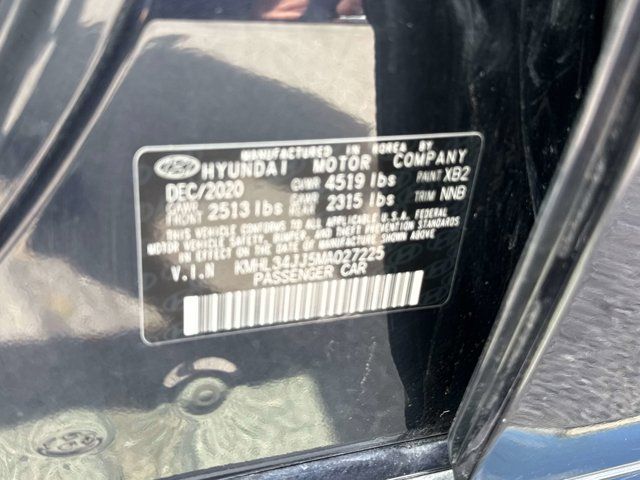 MANUFACTURED IN KOREA BY
HYUNDAI MOTOR COMPANY
DEC/2020 GVWR 4519 lbs PAINT XB2
GAWR FRONT 2513 lbs GAWR REAR 2315 lbs TRIM NNB
THIS VEHICLE CONFORMS TO ALL APPLICABLE U.S.A. FEDERAL
MOTOR VEHICLE SAFETY, BUMPER, AND THEFT PREVENTION
STANDARDS IN EFFECT ON THE DATE OF MANUFACTURE SHOWN ABOVE
V.I.N KMHL34JJ5MA027225
PASSENGER CAR